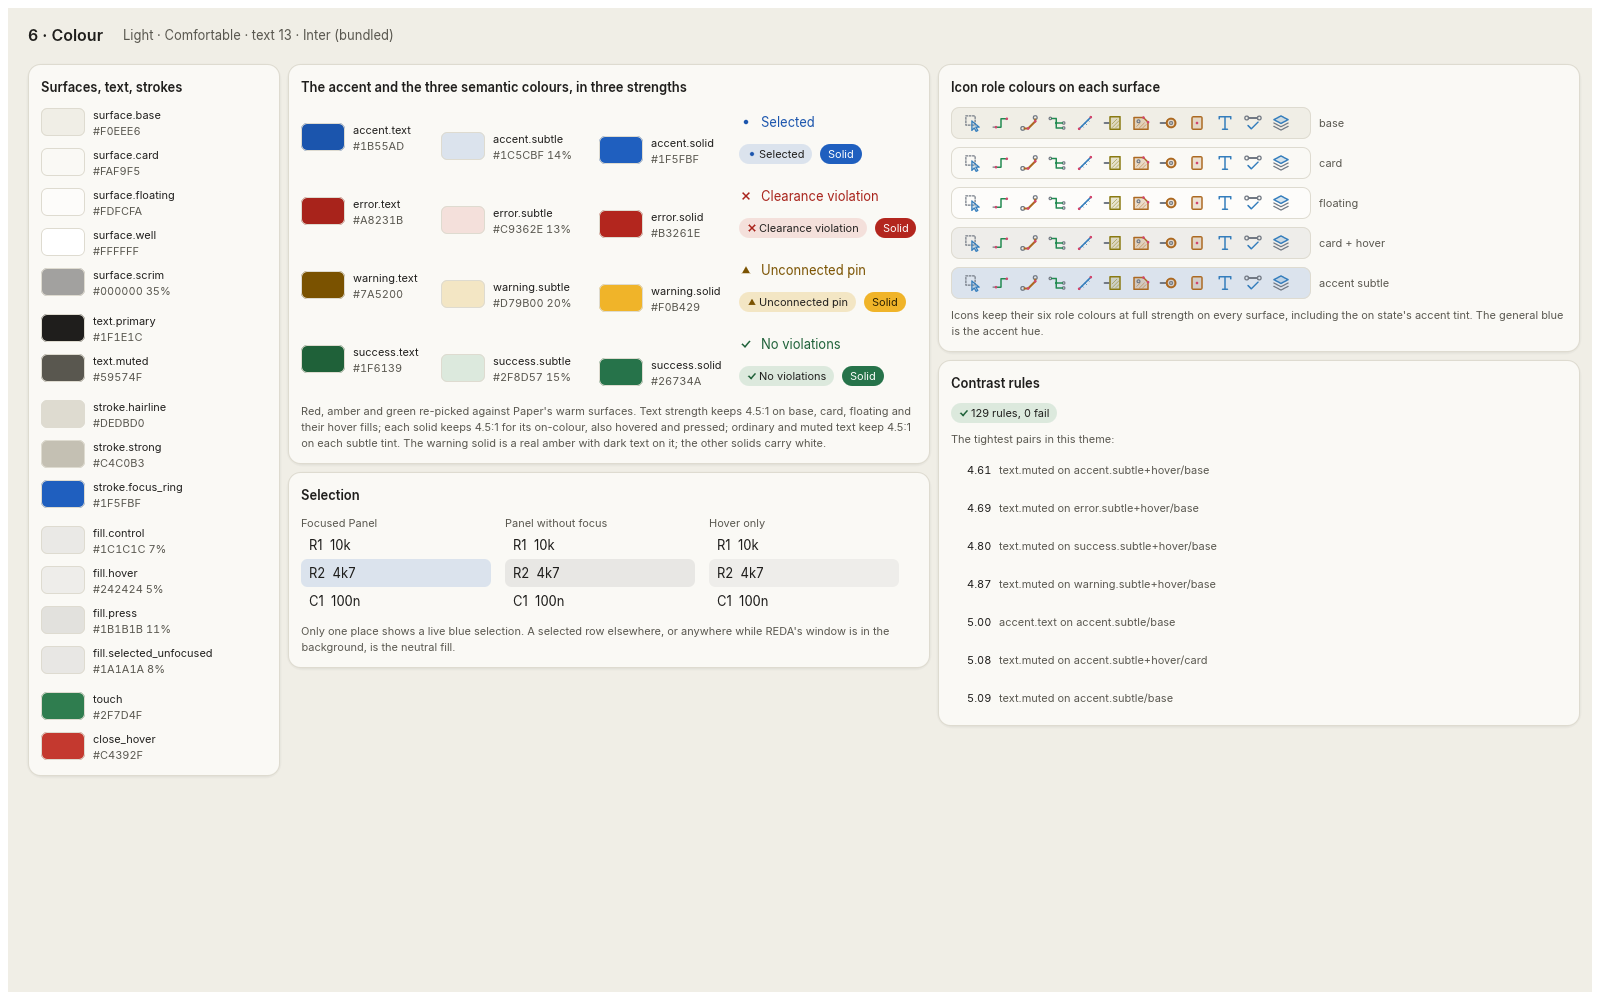 6 · Colour
Light · Comfortable · text 13 · Inter (bundled)
Surfaces, text, strokes
surface.base
#F0EEE6
surface.card
#FAF9F5
surface.floating
#FDFCFA
surface.well
#FFFFFF
surface.scrim
#000000 35%
text.primary
#1F1E1C
text.muted
#59574F
stroke.hairline
#DEDBD0
stroke.strong
#C4C0B3
stroke.focus_ring
#1F5FBF
fill.control
#1C1C1C 7%
fill.hover
#242424 5%
fill.press
#1B1B1B 11%
fill.selected_unfocused
#1A1A1A 8%
touch
#2F7D4F
close_hover
#C4392F
The accent and the three semantic colours, in three strengths
accent.text
#1B55AD
accent.subtle
#1C5CBF 14%
accent.solid
#1F5FBF
Selected
Selected
Solid
error.text
#A8231B
error.subtle
#C9362E 13%
error.solid
#B3261E
Clearance violation
Clearance violation
Solid
warning.text
#7A5200
warning.subtle
#D79B00 20%
warning.solid
#F0B429
Unconnected pin
Unconnected pin
Solid
success.text
#1F6139
success.subtle
#2F8D57 15%
success.solid
#26734A
No violations
No violations
Solid
Red, amber and green re-picked against Paper's warm surfaces. Text strength keeps 4.5:1 on base, card, floating and
their hover fills; each solid keeps 4.5:1 for its on-colour, also hovered and pressed; ordinary and muted text keep 4.5:1
on each subtle tint. The warning solid is a real amber with dark text on it; the other solids carry white.
Selection
Focused Panel
R1 10k
R2 4k7
C1 100n
Panel without focus
R1 10k
R2 4k7
C1 100n
Hover only
R1 10k
R2 4k7
C1 100n
Only one place shows a live blue selection. A selected row elsewhere, or anywhere while REDA's window is in the
background, is the neutral fill.
Icon role colours on each surface
base
card
floating
card + hover
accent subtle
Icons keep their six role colours at full strength on every surface, including the on state's accent tint. The general blue
is the accent hue.
Contrast rules
129 rules, 0 fail
The tightest pairs in this theme:
4.61 text.muted on accent.subtle+hover/base
4.69 text.muted on error.subtle+hover/base
4.80 text.muted on success.subtle+hover/base
4.87 text.muted on warning.subtle+hover/base
5.00 accent.text on accent.subtle/base
5.08 text.muted on accent.subtle+hover/card
5.09 text.muted on accent.subtle/base